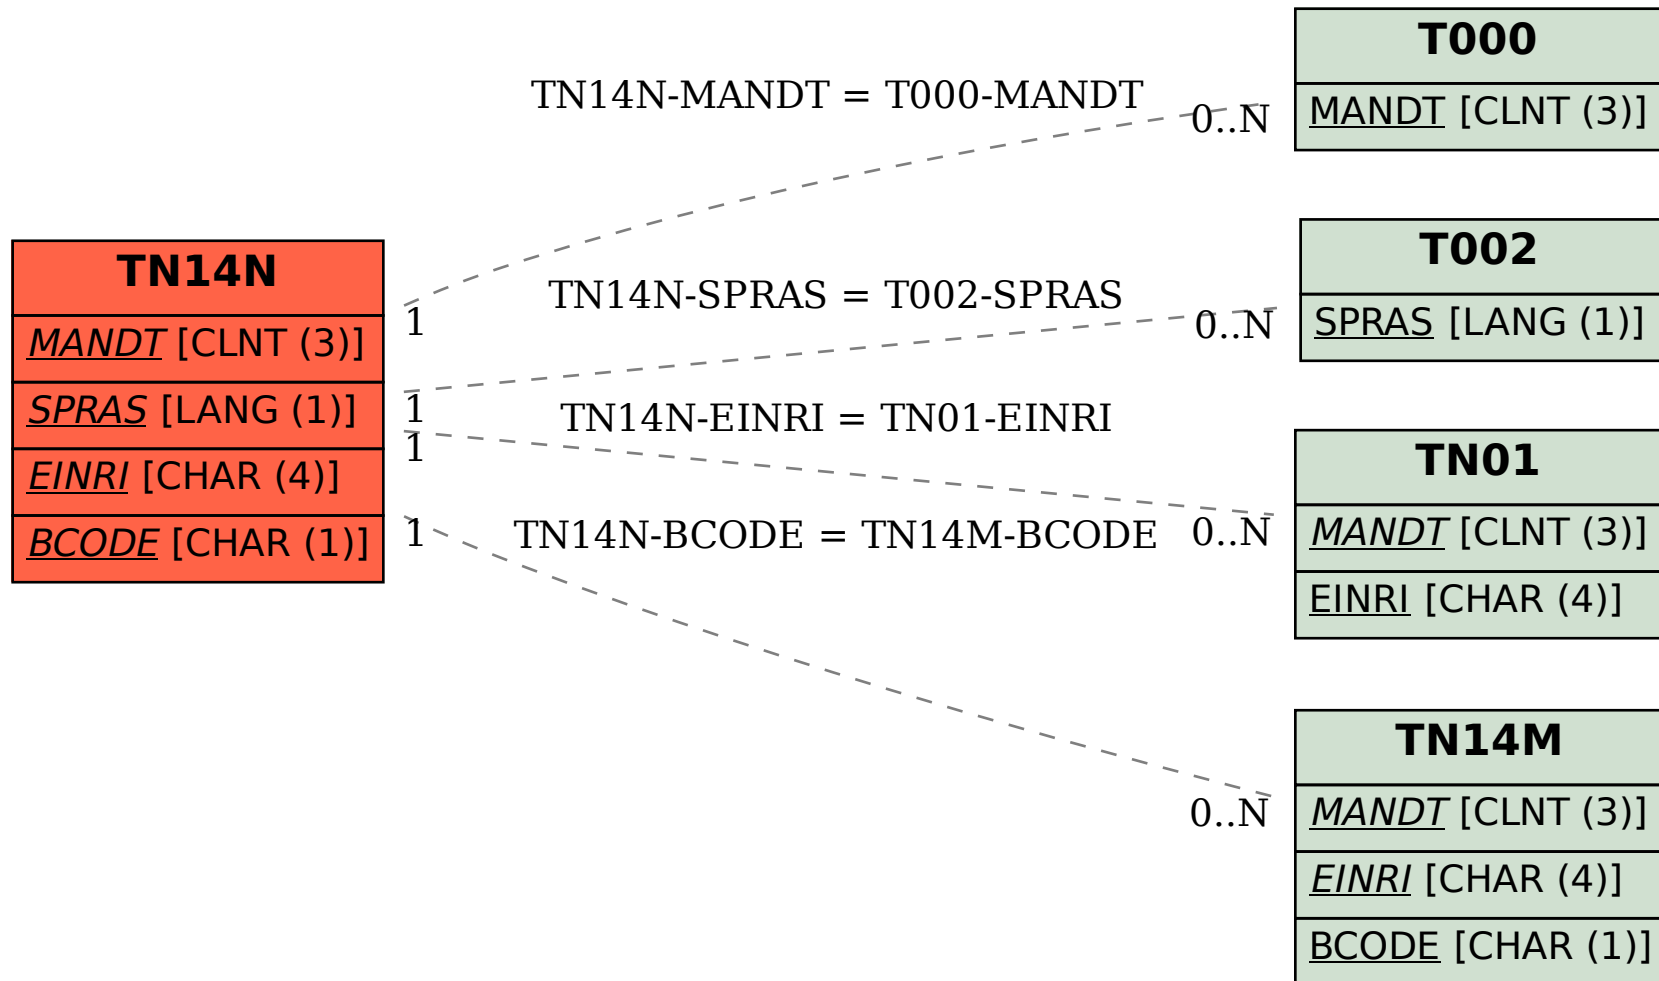 TN14N
MANDT [CLNT (3)]
SPRAS [LANG (1)]
EINRI [CHAR (4)]
BCODE [CHAR (1)]
TN14N-MANDT = T000-MANDT
1
0..N
TN14N-SPRAS = T002-SPRAS
1
0..N
TN14N-EINRI = TN01-EINRI
1
0..N
TN14N-BCODE = TN14M-BCODE
1
0..N
T000
MANDT [CLNT (3)]
T002
SPRAS [LANG (1)]
TN01
MANDT [CLNT (3)]
EINRI [CHAR (4)]
TN14M
MANDT [CLNT (3)]
EINRI [CHAR (4)]
BCODE [CHAR (1)]